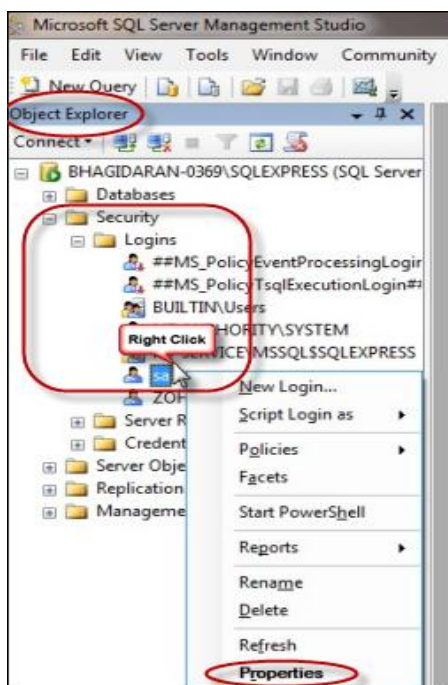 Microsoft SQL Server Management Studio
File Edit View Tools Window Community
New Query
Object Explorer
Connect
BHAGIDARAN-0369\SQLEXPRESS (SQL Server
Databases
Security
Logins
##MS_PolicyEventProcessingLogin
##MS_PolicyTsqlExecutionLogin##
BUILTIN\Users
HORITY\SYSTEM
Right Click
SERVICE\MSSQL$SQLEXPRESS
sa
New Login...
ZOH
Script Login as
Server R
Credent
Policies
Server Obje
Facets
Replication
Manageme
Start PowerShell
Reports
Rename
Delete
Refresh
Properties